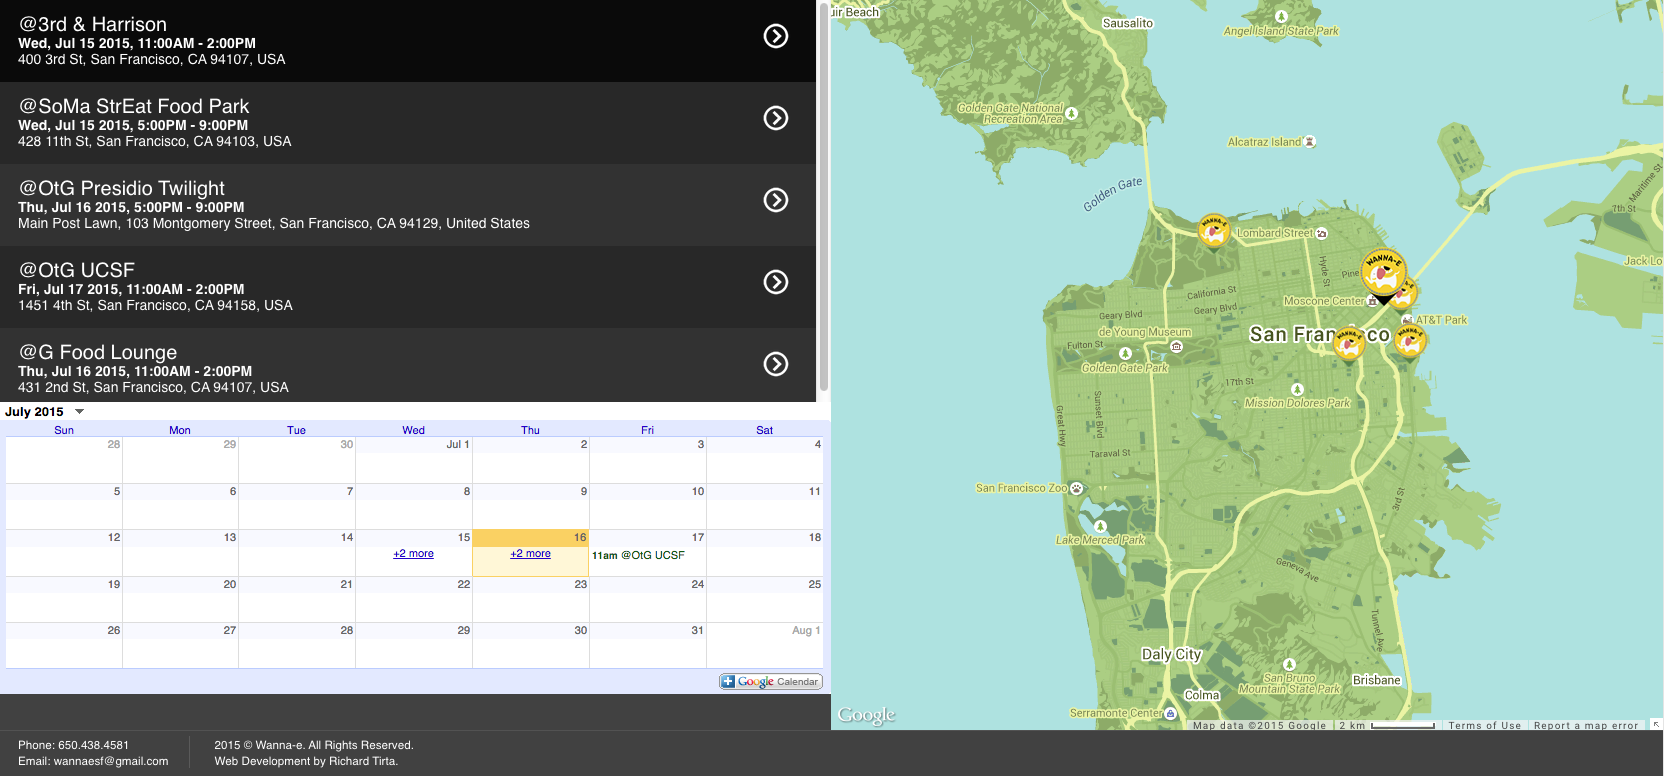 @3rd & Harrison
Wed, Jul 15 2015, 11:00AM - 2:00PM
400 3rd St, San Francisco, CA 94107, USA
@SoMa StrEat Food Park
Wed, Jul 15 2015, 5:00PM - 9:00PM
428 11th St, San Francisco, CA 94103, USA
@OtG Presidio Twilight
Thu, Jul 16 2015, 5:00PM - 9:00PM
Main Post Lawn, 103 Montgomery Street, San Francisco, CA 94129, United States
@OtG UCSF
Fri, Jul 17 2015, 11:00AM - 2:00PM
1451 4th St, San Francisco, CA 94158, USA
@G Food Lounge
Thu, Jul 16 2015, 11:00AM - 2:00PM
431 2nd St, San Francisco, CA 94107, USA
July 2015
Sun Mon Tue Wed Thu Fri Sat
28 29 30 Jul 1 2 3 4
5 6 7 8 9 10 11
12 13 14 15 16 17 18
+2 more +2 more 11am @OtG UCSF
19 20 21 22 23 24 25
26 27 28 29 30 31 Aug 1
Google Calendar
Phone: 650.438.4581
Email: wannaesf@gmail.com
2015 © Wanna-e. All Rights Reserved.
Web Development by Richard Tirta.
uir Beach
Sausalito
Angel Island State Park
Golden Gate National
Recreation Area
Alcatraz Island
Golden Gate
Maritime St
7th St
WANNA-E
Lombard Street
Hyde St
Pine
WANNA-E
Jack Lo
California St
Moscone Center
Geary Blvd
Geary Blvd
AT&T Park
de Young Museum
San Fran co
WANNA-E
WANNA-E
Fulton St
Golden Gate Park
17th St
Mission Dolores Park
Great Hwy
Sunset Blvd
Taraval St
San Francisco Zoo
3rd St
Lake Merced Park
Geneva Ave
Tunnel Ave
Daly City
San Bruno
Mountain State Park
Brisbane
Colma
Serramonte Center
Google
Map data ©2015 Google
2 km
Terms of Use
Report a map error